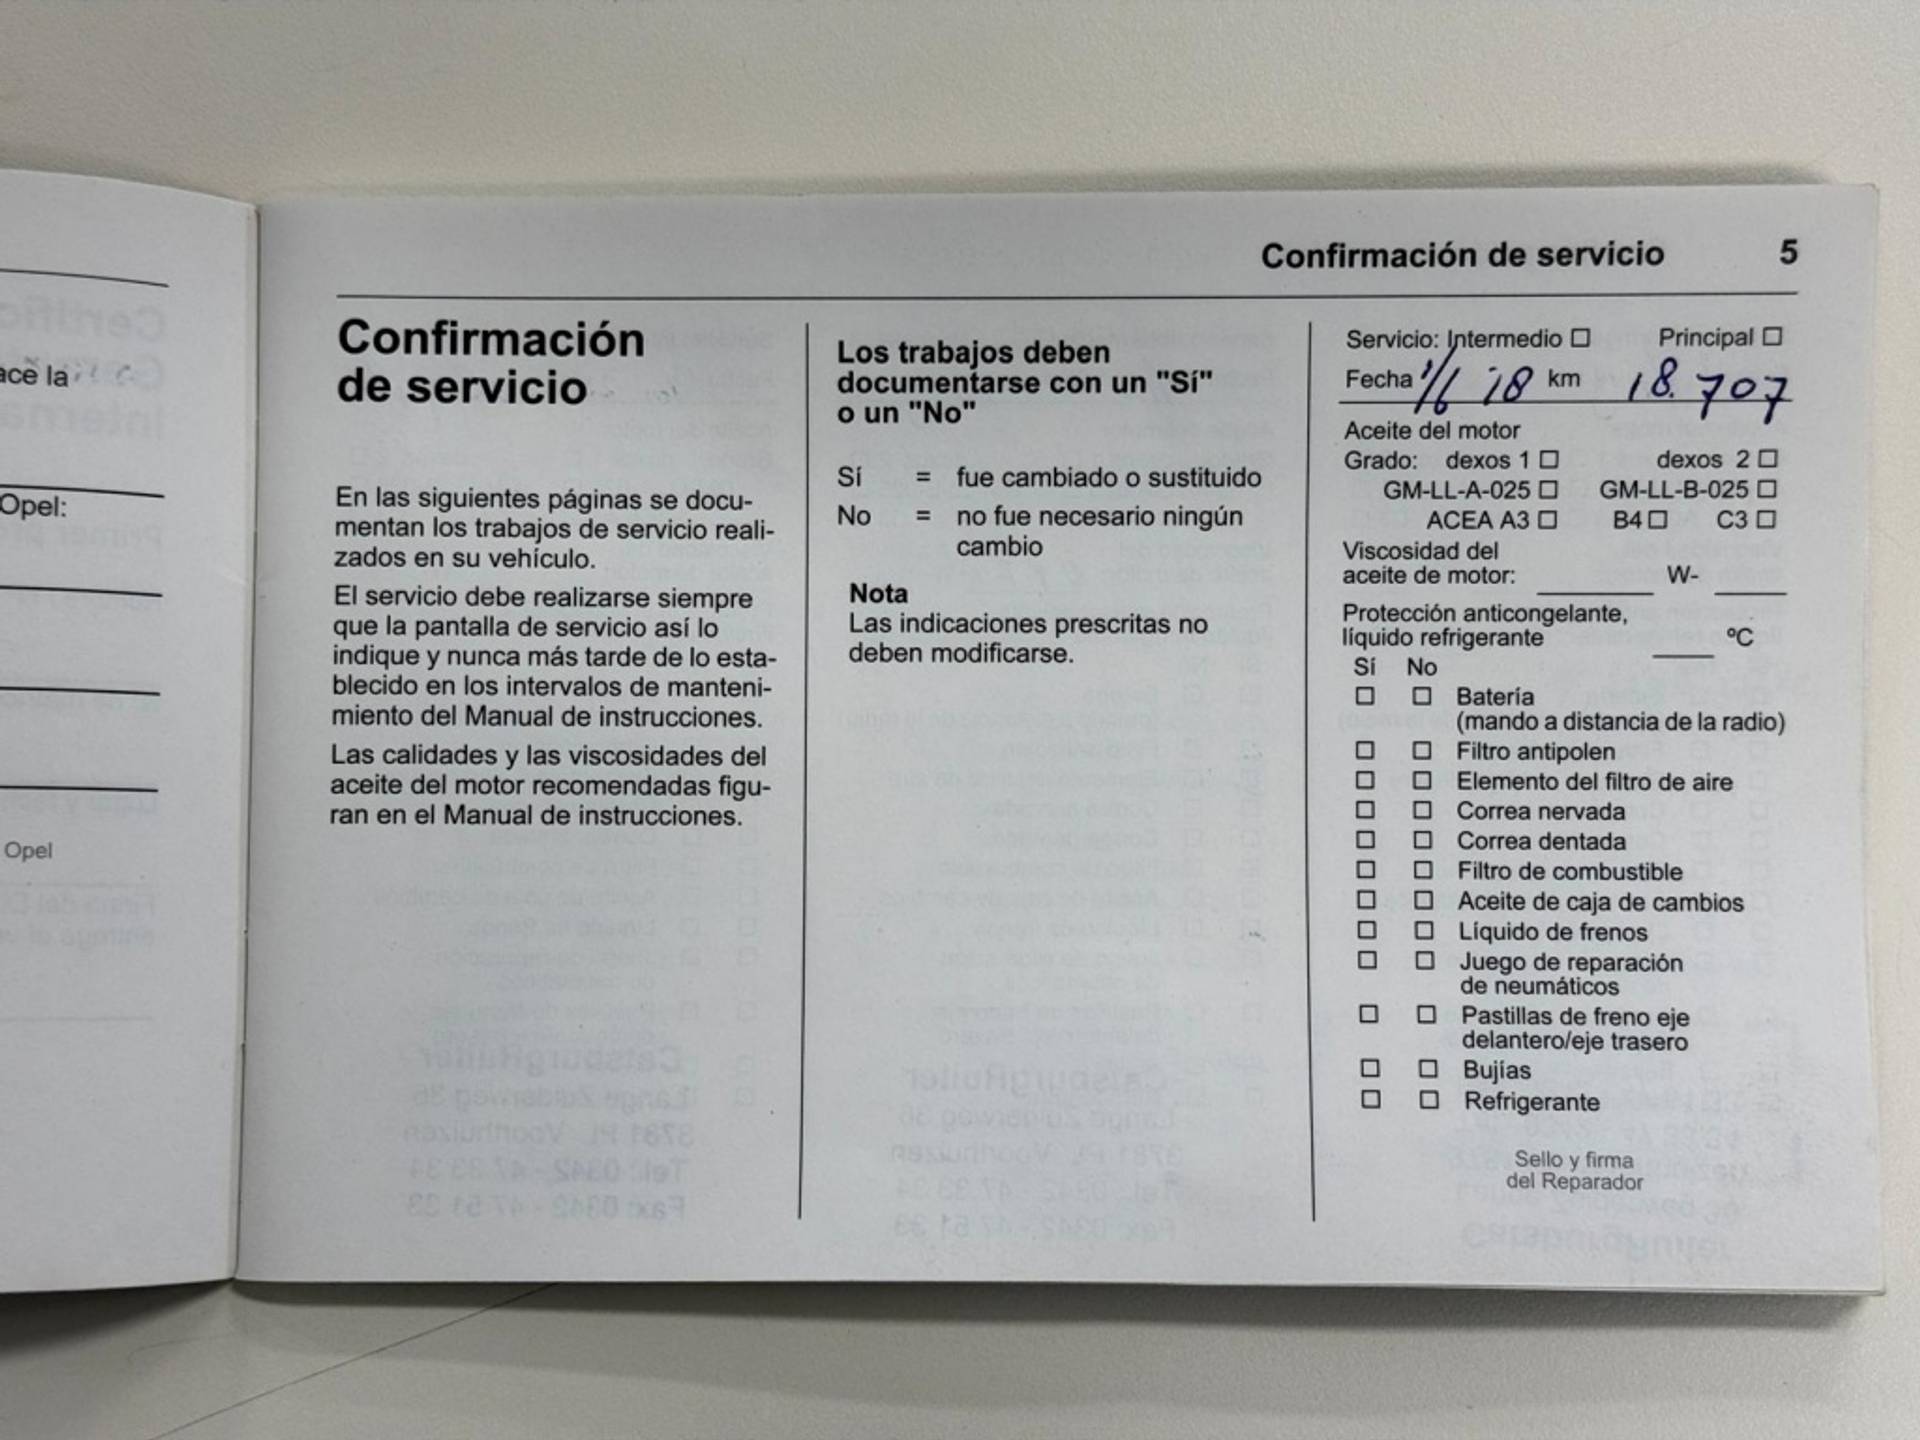 ace la
Opel:
Opel
Confirmación de servicio 5
Confirmación
de servicio
En las siguientes páginas se docu-
mentan los trabajos de servicio reali-
zados en su vehículo.
El servicio debe realizarse siempre
que la pantalla de servicio así lo
indique y nunca más tarde de lo esta-
blecido en los intervalos de manteni-
miento del Manual de instrucciones.
Las calidades y las viscosidades del
aceite del motor recomendadas figu-
ran en el Manual de instrucciones.
Los trabajos deben
documentarse con un "Sí"
o un "No"
Sí = fue cambiado o sustituido
No = no fue necesario ningún
cambio
Nota
Las indicaciones prescritas no
deben modificarse.
Servicio: Intermedio ☐ Principal ☐
Fecha 1/6 '18 km 18.707
Aceite del motor
Grado: dexos 1 ☐ dexos 2 ☐
GM-LL-A-025 ☐ GM-LL-B-025 ☐
ACEA A3 ☐ B4 ☐ C3 ☐
Viscosidad del
aceite de motor: ____ W- ____
Protección anticongelante,
líquido refrigerante ____ ºC
Sí No
☐ ☐ Batería
(mando a distancia de la radio)
☐ ☐ Filtro antipolen
☐ ☐ Elemento del filtro de aire
☐ ☐ Correa nervada
☐ ☐ Correa dentada
☐ ☐ Filtro de combustible
☐ ☐ Aceite de caja de cambios
☐ ☐ Líquido de frenos
☐ ☐ Juego de reparación
de neumáticos
☐ ☐ Pastillas de freno eje
delantero/eje trasero
☐ ☐ Bujías
☐ ☐ Refrigerante
Sello y firma
del Reparador